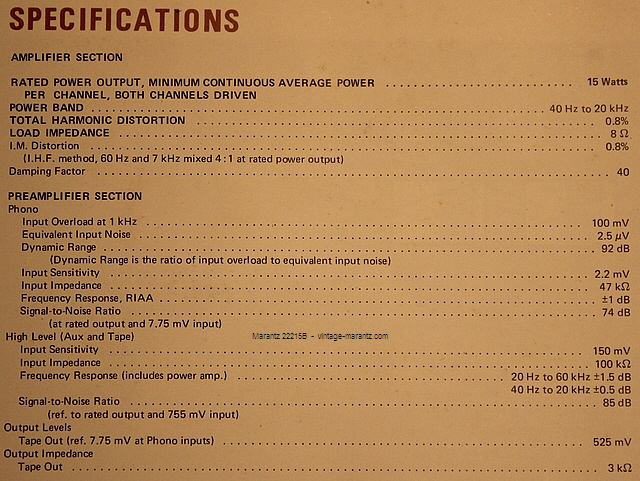 SPECIFICATIONS
AMPLIFIER SECTION
RATED POWER OUTPUT, MINIMUM CONTINUOUS AVERAGE POWER . . . . . . . . . . 15 Watts
PER CHANNEL, BOTH CHANNELS DRIVEN
POWER BAND . . . . . . . . . . 40 Hz to 20 kHz
TOTAL HARMONIC DISTORTION . . . . . . . . . . 0.8%
LOAD IMPEDANCE . . . . . . . . . . 8 Ω
I.M. Distortion . . . . . . . . . . 0.8%
(I.H.F. method, 60 Hz and 7 kHz mixed 4:1 at rated power output)
Damping Factor . . . . . . . . . . 40
PREAMPLIFIER SECTION
Phono
Input Overload at 1 kHz . . . . . . . . . . 100 mV
Equivalent Input Noise . . . . . . . . . . 2.5 μV
Dynamic Range . . . . . . . . . . 92 dB
(Dynamic Range is the ratio of input overload to equivalent input noise)
Input Sensitivity . . . . . . . . . . 2.2 mV
Input Impedance . . . . . . . . . . 47 kΩ
Frequency Response, RIAA . . . . . . . . . . ±1 dB
Signal-to-Noise Ratio . . . . . . . . . . 74 dB
(at rated output and 7.75 mV input)
Marantz 22215B - vintage-marantz.com
High Level (Aux and Tape)
Input Sensitivity . . . . . . . . . . 150 mV
Input Impedance . . . . . . . . . . 100 kΩ
Frequency Response (includes power amp.) . . . . . . . . . . 20 Hz to 60 kHz ±1.5 dB
40 Hz to 20 kHz ±0.5 dB
Signal-to-Noise Ratio . . . . . . . . . . 85 dB
(ref. to rated output and 755 mV input)
Output Levels
Tape Out (ref. 7.75 mV at Phono inputs) . . . . . . . . . . 525 mV
Output Impedance
Tape Out . . . . . . . . . . 3 kΩ